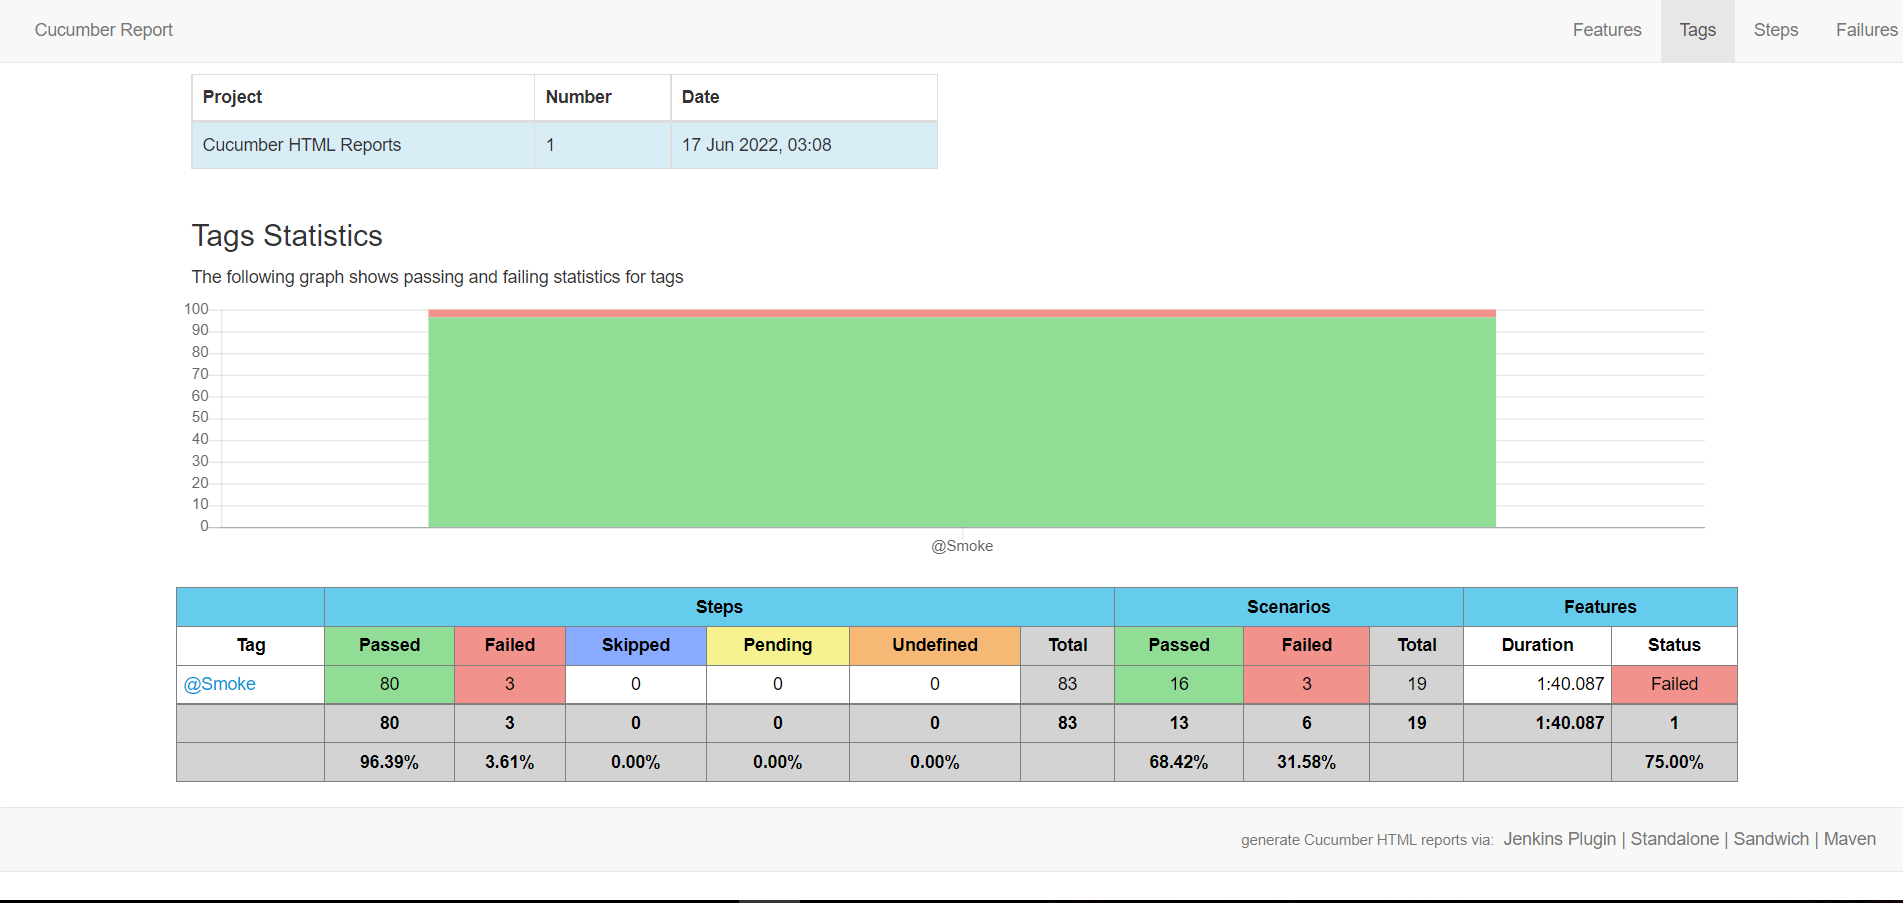 Cucumber Report Features Tags Steps Failures
Project Number Date
Cucumber HTML Reports 1 17 Jun 2022, 03:08
Tags Statistics
The following graph shows passing and failing statistics for tags
100
90
80
70
60
50
40
30
20
10
0
@Smoke
Steps Scenarios Features
Tag Passed Failed Skipped Pending Undefined Total Passed Failed Total Duration Status
@Smoke 80 3 0 0 0 83 16 3 19 1:40.087 Failed
80 3 0 0 0 83 13 6 19 1:40.087 1
96.39% 3.61% 0.00% 0.00% 0.00% 68.42% 31.58% 75.00%
generate Cucumber HTML reports via: Jenkins Plugin | Standalone | Sandwich | Maven